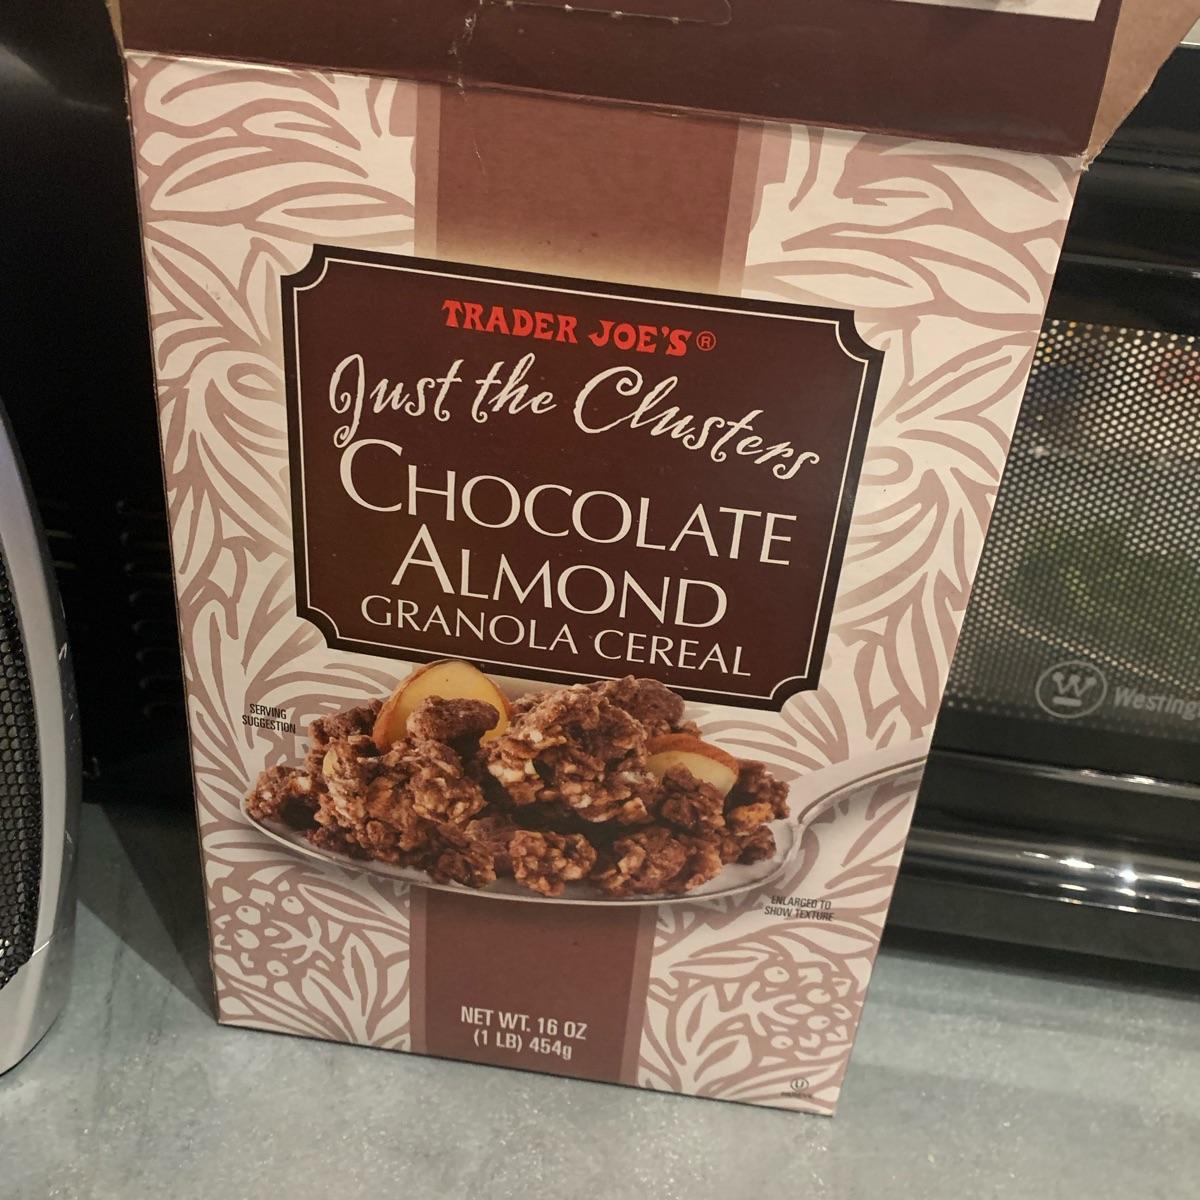 TRADER JOE'S®
Just the Clusters
CHOCOLATE
ALMOND
GRANOLA CEREAL
SERVING
SUGGESTION
ENLARGED TO
SHOW TEXTURE
NET WT. 16 OZ
(1 LB) 454g
U
W